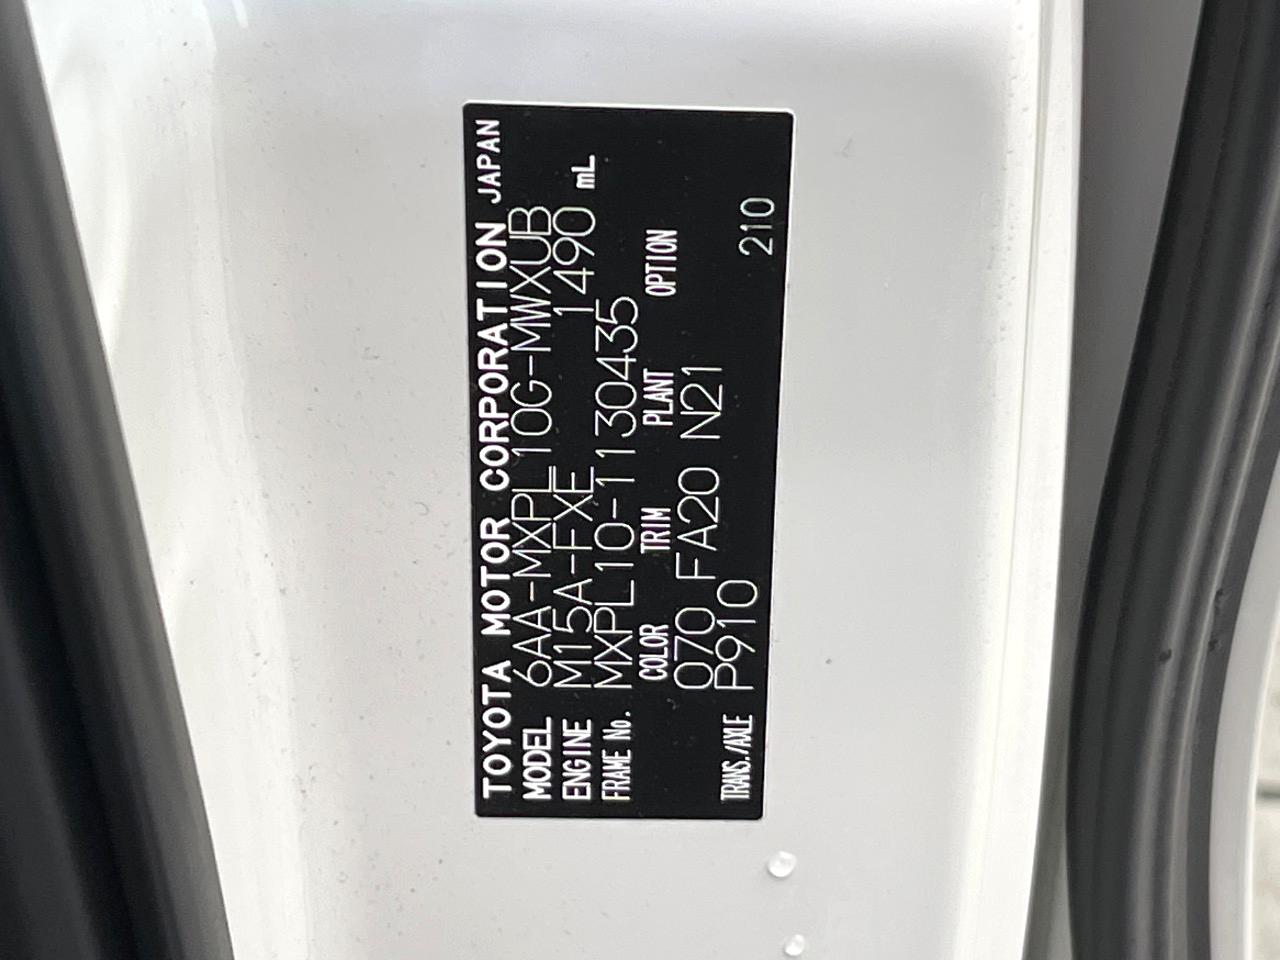 TOYOTA MOTOR CORPORATION JAPAN
MODEL 6AA-MXPL10G-MWXUB
ENGINE M15A-FXE 1490 mL
FRAME No. MXPL10-1130435
COLOR TRIM PLANT OPTION
070 FA20 N21
TRANS./AXLE P910 210